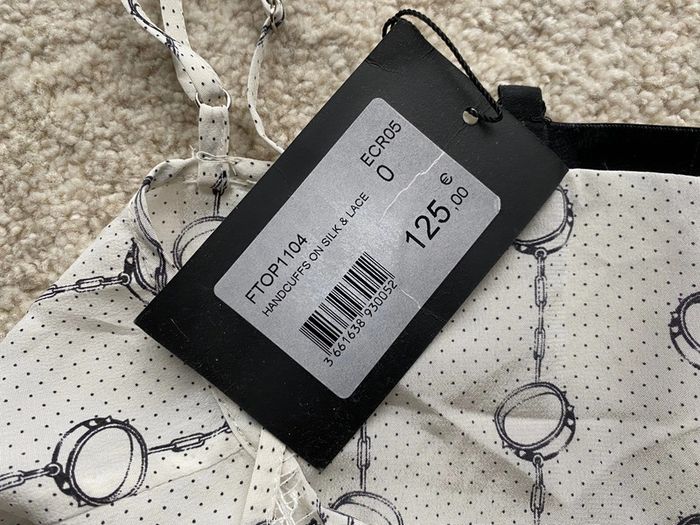 FTOP1104 ECR05
HANDCUFFS ON SILK & LACE 0
125,00 €
3 661638 930052